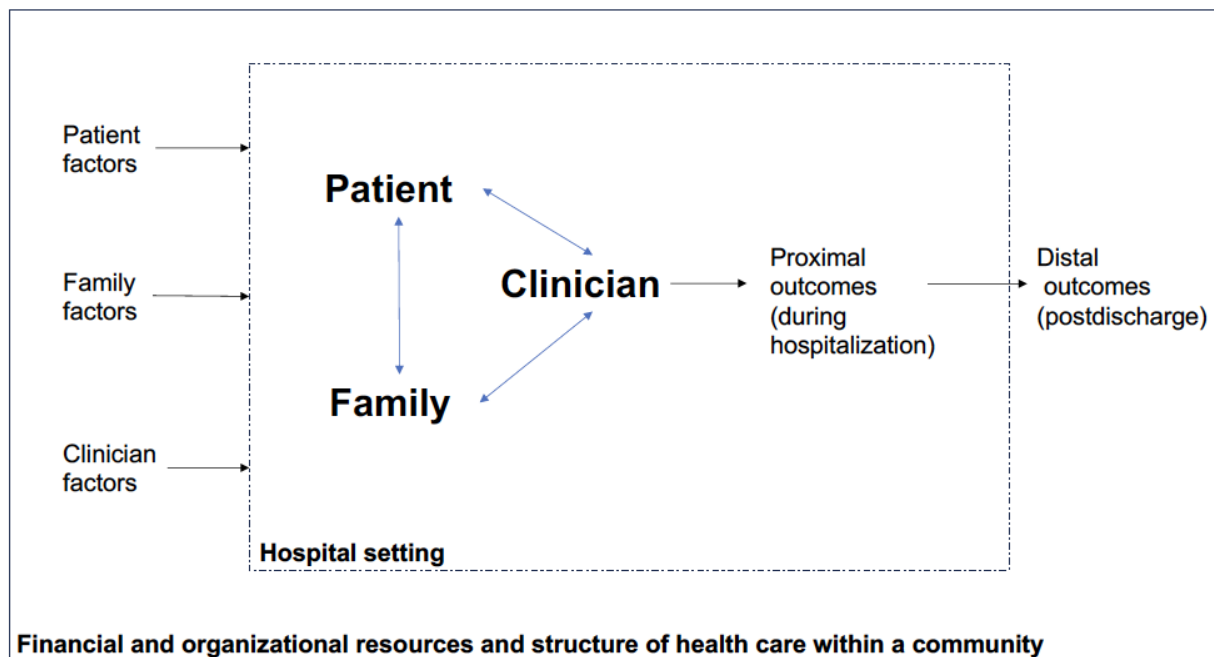 Patient
factors
Family
factors
Clinician
factors
Patient
Clinician
Family
Proximal
outcomes
(during
hospitalization)
Distal
outcomes
(postdischarge)
Hospital setting
Financial and organizational resources and structure of health care within a community